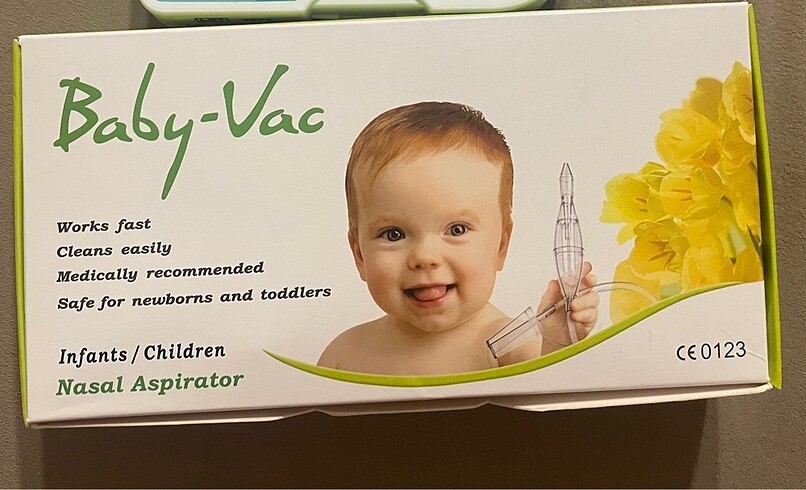 Baby-Vac
Works fast
Cleans easily
Medically recommended
Safe for newborns and toddlers
Infants / Children
Nasal Aspirator
CE 0123